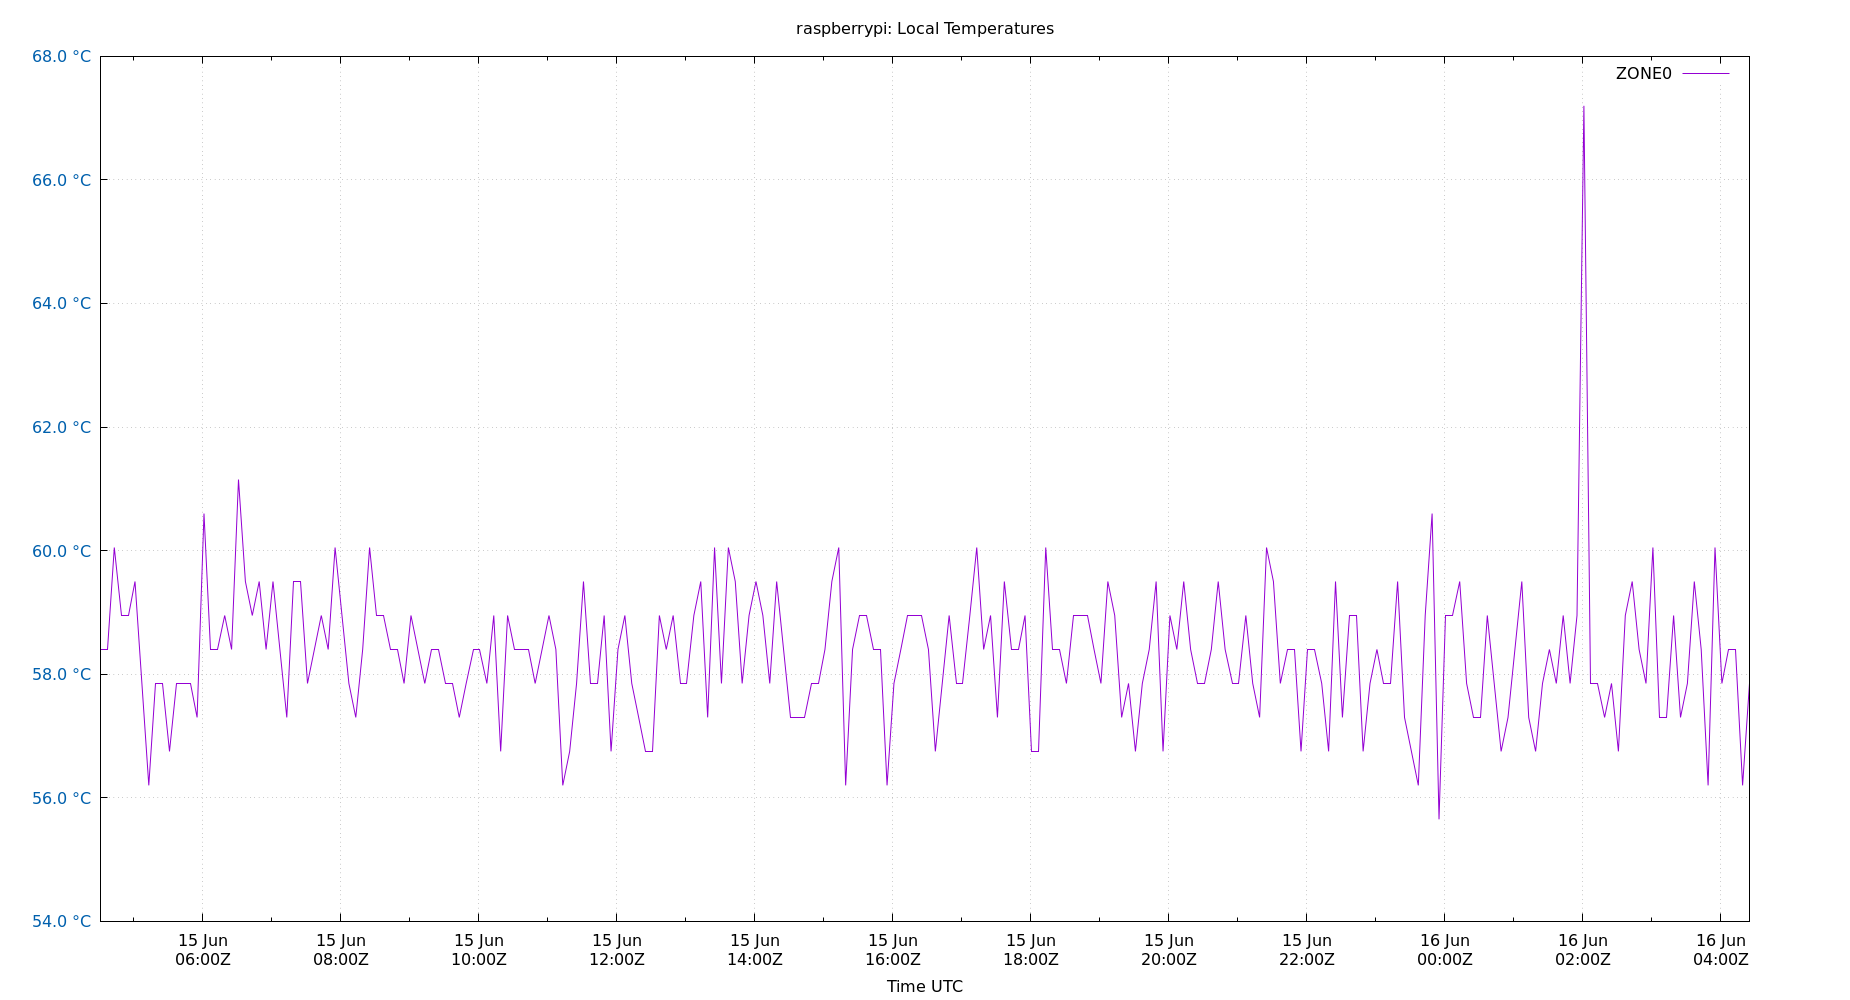 raspberrypi: Local Temperatures
68.0 °C
66.0 °C
64.0 °C
62.0 °C
60.0 °C
58.0 °C
56.0 °C
54.0 °C
ZONE0
15 Jun 15 Jun 15 Jun 15 Jun 15 Jun 15 Jun 15 Jun 15 Jun 15 Jun 16 Jun 16 Jun 16 Jun
06:00Z 08:00Z 10:00Z 12:00Z 14:00Z 16:00Z 18:00Z 20:00Z 22:00Z 00:00Z 02:00Z 04:00Z
Time UTC